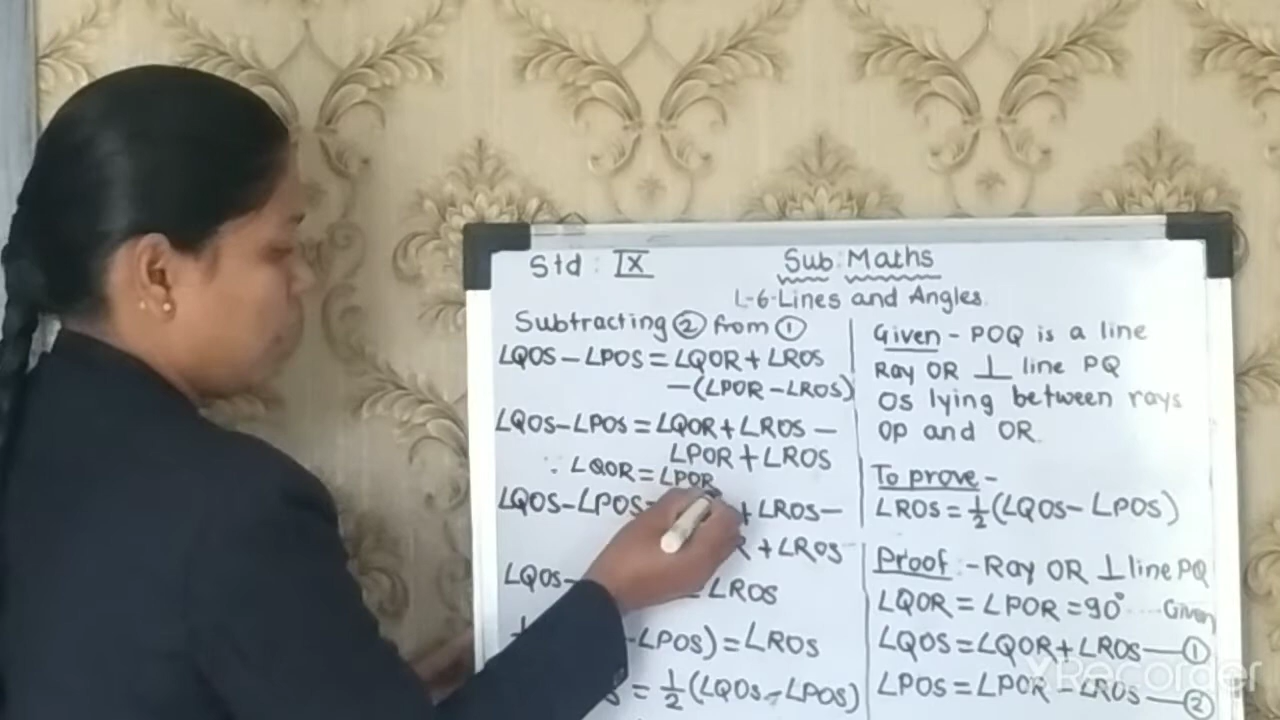 Std : IX
Sub : Maths
L-6-Lines and Angles.
Subtracting ② from ①
∠QOS – ∠POS = ∠QOR + ∠ROS
– (∠POR – ∠ROS)
∠QOS – ∠POS = ∠QOR + ∠ROS –
∠POR + ∠ROS
∵ ∠QOR = ∠POR
∠QOS – ∠POS = + ∠ROS –
+ ∠ROS
∠QOS – ∠ROS
– ∠POS) = ∠ROS
= 1/2 (∠QOS – ∠POS)
Given – POQ is a line
Ray OR ⊥ line PQ
OS lying between rays
OP and OR.
To prove –
∠ROS = 1/2 (∠QOS – ∠POS)
Proof :- Ray OR ⊥ line PQ
∠QOR = ∠POR = 90° ---- Given
∠QOS = ∠QOR + ∠ROS — ①
∠POS = ∠POR – ∠ROS — ②
XRecorder